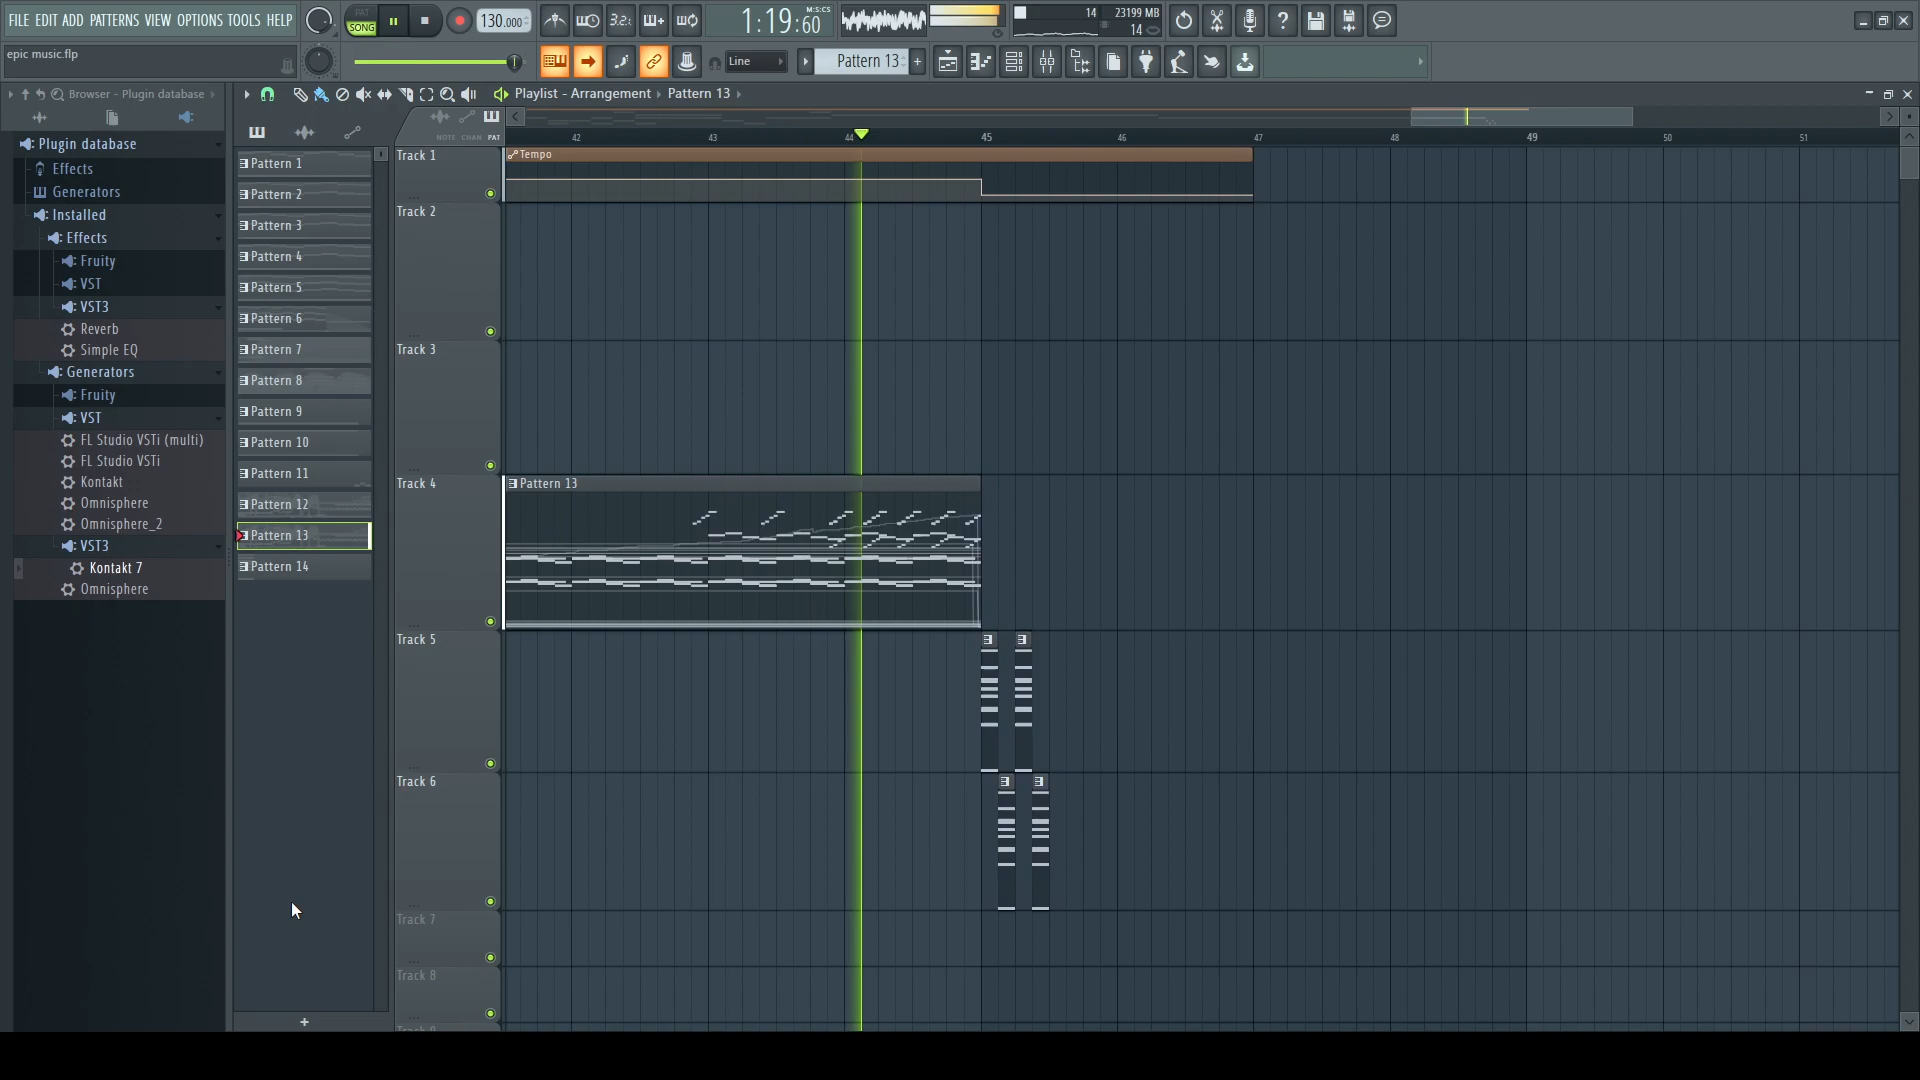 FILE EDIT ADD PATTERNS VIEW OPTIONS TOOLS HELP
PAT
SONG
130.000
3.2.
1:19:60
M:S:CS
14
23199 MB
14
epic music.flp
Line
Pattern 13
Browser - Plugin database
Playlist - Arrangement › Pattern 13 ›
NOTE CHAN PAT
42 43 44 45 46 47 48 49 50 51
Plugin database
Effects
Generators
Installed
Effects
Fruity
VST
VST3
Reverb
Simple EQ
Generators
Fruity
VST
FL Studio VSTi (multi)
FL Studio VSTi
Kontakt
Omnisphere
Omnisphere_2
VST3
Kontakt 7
Omnisphere
Pattern 1
Pattern 2
Pattern 3
Pattern 4
Pattern 5
Pattern 6
Pattern 7
Pattern 8
Pattern 9
Pattern 10
Pattern 11
Pattern 12
Pattern 13
Pattern 14
Track 1
Tempo
Track 2
Track 3
Track 4
Pattern 13
Track 5
Track 6
Track 7
Track 8